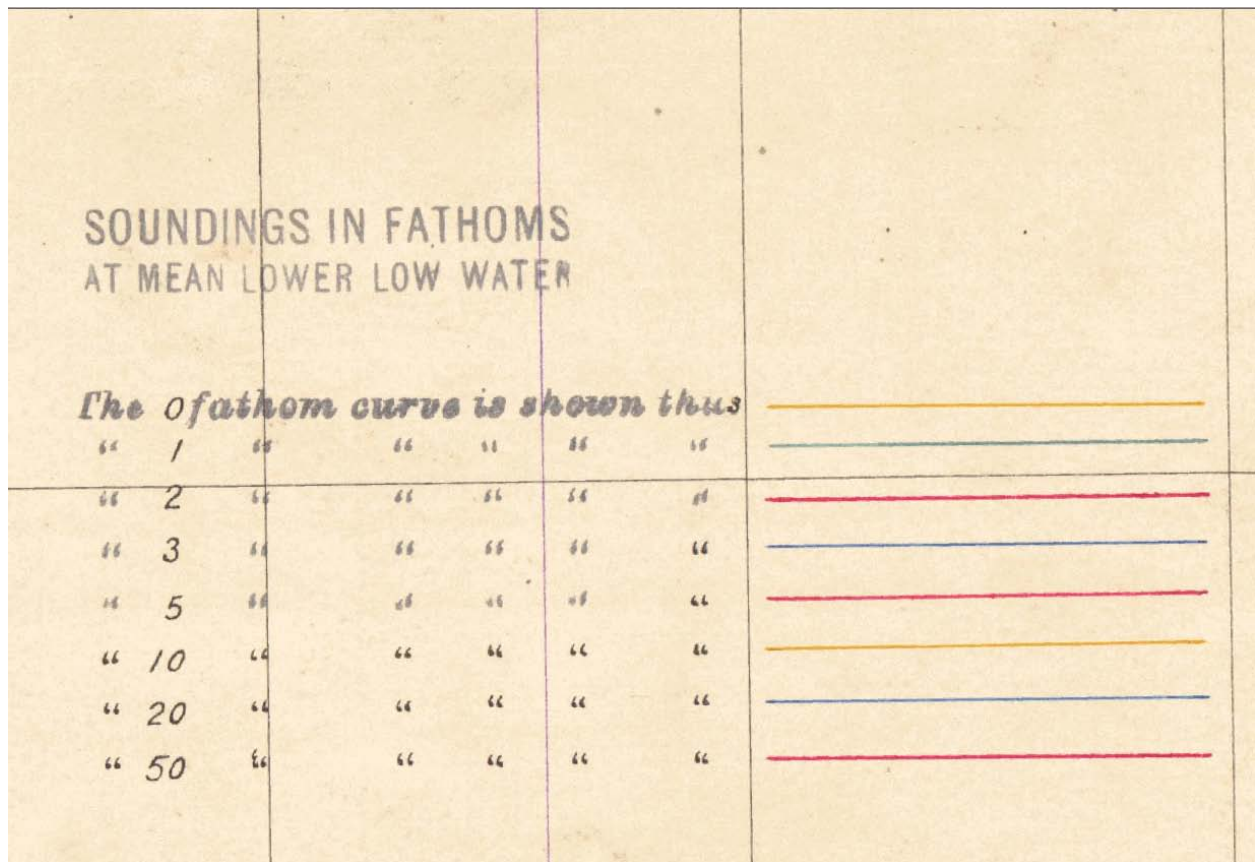 SOUNDINGS IN FATHOMS
AT MEAN LOWER LOW WATER
The 0 fathom curve is shown thus
“ 1 “ “ “ “ “
“ 2 “ “ “ “ “
“ 3 “ “ “ “ “
“ 5 “ “ “ “ “
“ 10 “ “ “ “ “
“ 20 “ “ “ “ “
“ 50 “ “ “ “ “